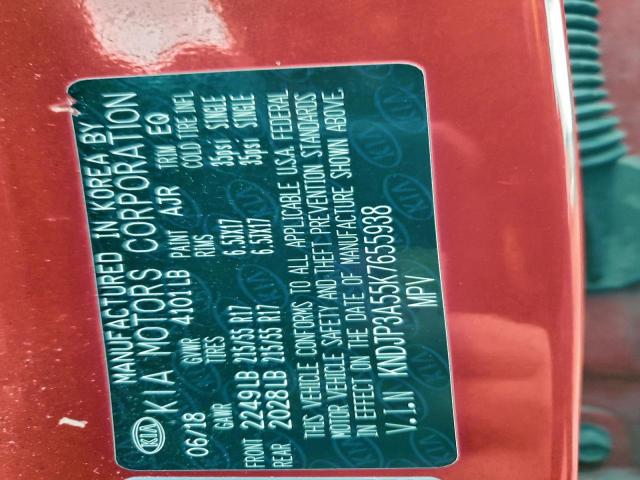 KIA
MANUFACTURED IN KOREA BY
KIA MOTORS CORPORATION
06/18 GVWR 4101LB PAINT AJR TRIM EQ
GAWR TIRES RIMS COLD TIRE INFL
FRONT 2249LB 215/55 R17 6.5JX17 35psi SINGLE
REAR 2028LB 215/55 R17 6.5JX17 35psi SINGLE
THIS VEHICLE CONFORMS TO ALL APPLICABLE U.S.A. FEDERAL
MOTOR VEHICLE SAFETY AND THEFT PREVENTION STANDARDS
IN EFFECT ON THE DATE OF MANUFACTURE SHOWN ABOVE.
V.I.N KNDJP3A55K7655938
MPV